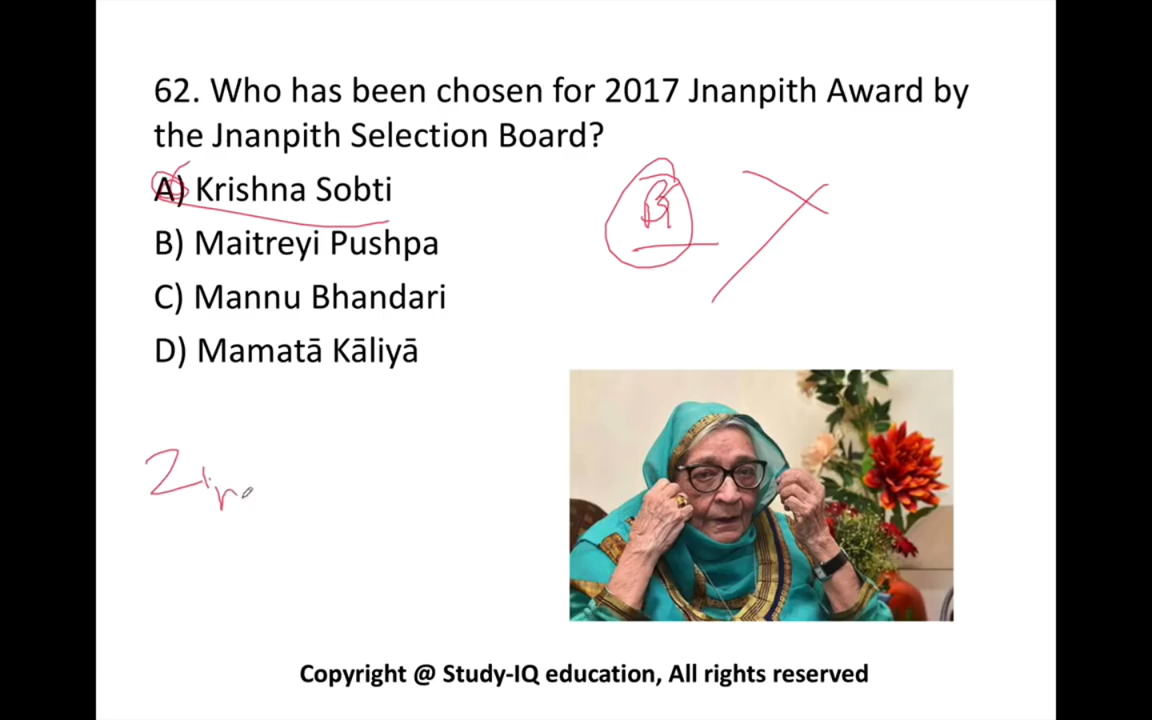 62. Who has been chosen for 2017 Jnanpith Award by
the Jnanpith Selection Board?
A) Krishna Sobti
B) Maitreyi Pushpa
C) Mannu Bhandari
D) Mamatā Kāliyā
Copyright @ Study-IQ education, All rights reserved